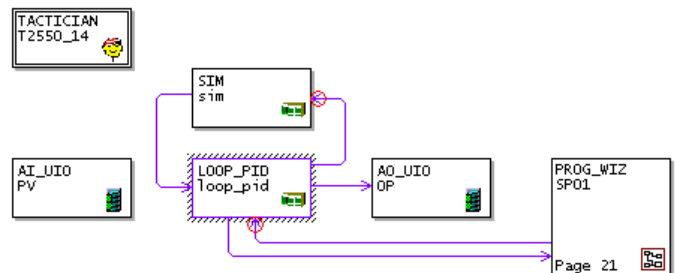 TACTICIAN
T2550_14
SIM
sim
AI_UIO
PV
LOOP_PID
loop_pid
AO_UIO
OP
PROG_WIZ
SP01
Page 21